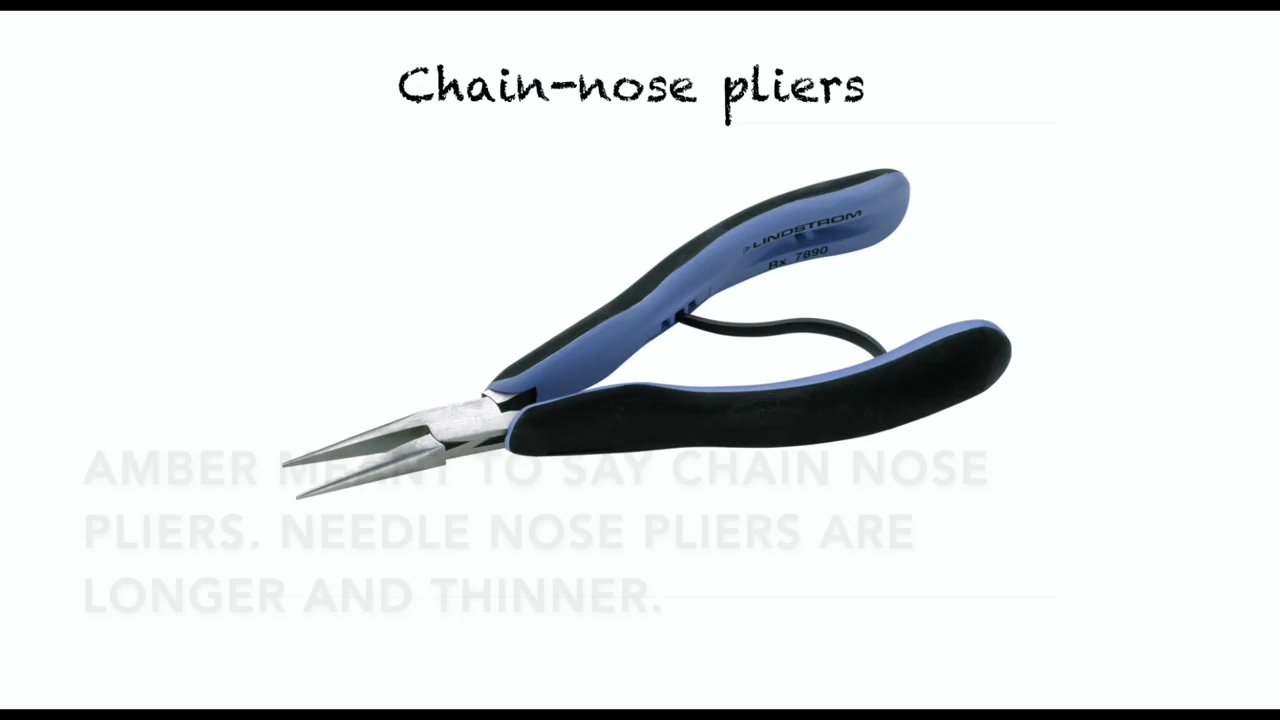 Chain-nose pliers
LINDSTROM
Rx 7890
AMBER MEANT TO SAY CHAIN NOSE
PLIERS. NEEDLE NOSE PLIERS ARE
LONGER AND THINNER.